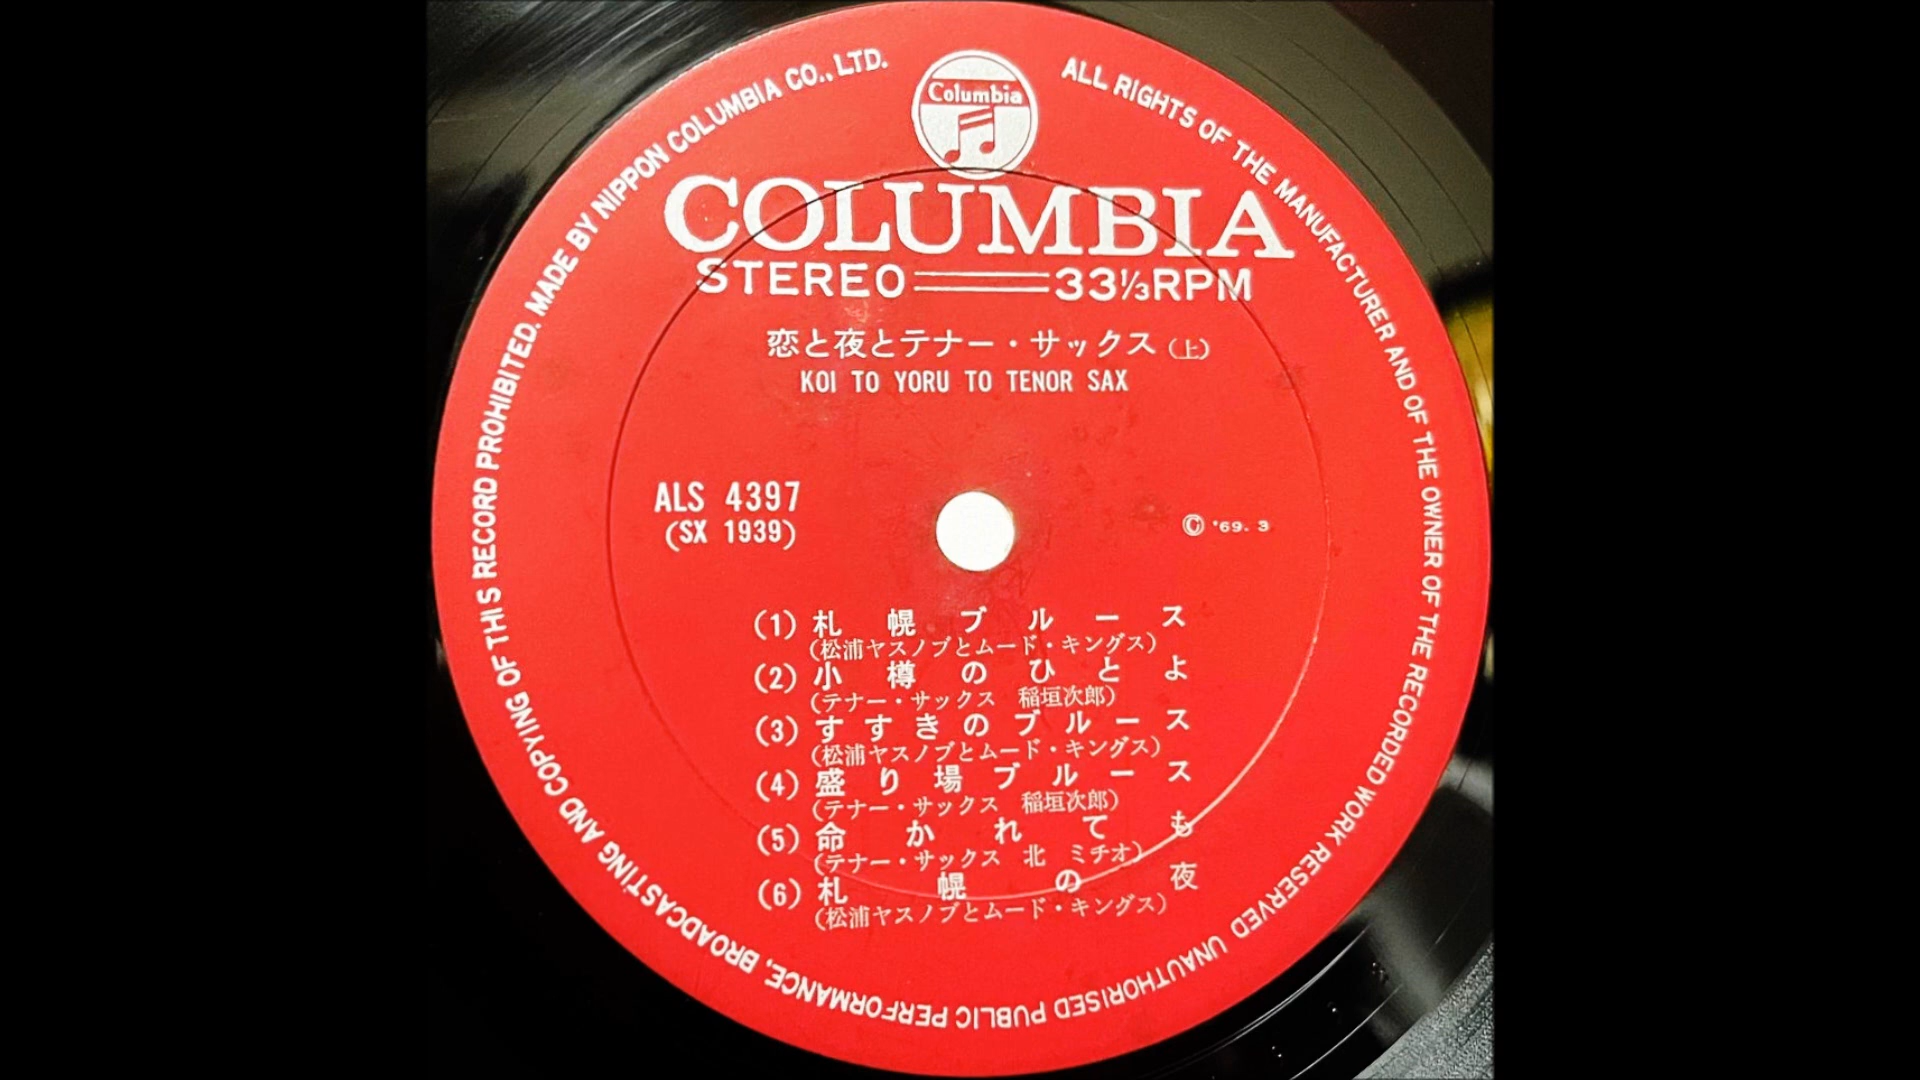 Columbia
COLUMBIA
STEREO 33⅓RPM
恋と夜とテナー・サックス (上)
KOI TO YORU TO TENOR SAX
ALS 4397
(SX 1939)
Ⓒ '69. 3
(1) 札幌ブルース
(松浦ヤスノブとムード・キングス)
(2) 小樽のひとよ
(テナー・サックス 稲垣次郎)
(3) すすきのブルース
(松浦ヤスノブとムード・キングス)
(4) 盛り場ブルース
(テナー・サックス 稲垣次郎)
(5) 命かれても
(テナー・サックス 北 ミチオ)
(6) 札幌の夜
(松浦ヤスノブとムード・キングス)
ALL RIGHTS OF THE MANUFACTURER AND OF THE OWNER OF THE RECORDED WORK RESERVED UNAUTHORISED PUBLIC PERFORMANCE, BROADCASTING AND COPYING OF THIS RECORD PROHIBITED. MADE BY NIPPON COLUMBIA CO., LTD.